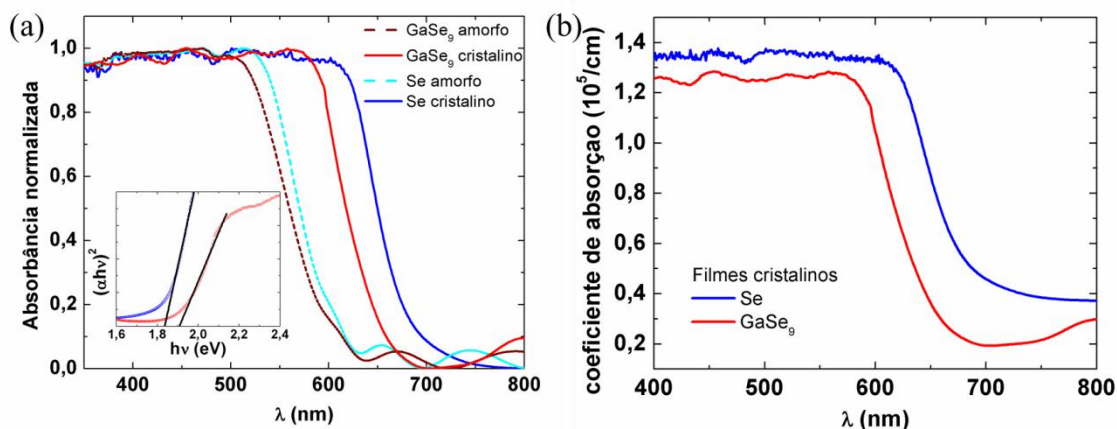 (a)
GaSe₉ amorfo
GaSe₉ cristalino
Se amorfo
Se cristalino
Absorbância normalizada
1,0
0,8
0,6
0,4
0,2
0,0
400 500 600 700 800
λ (nm)
(αhν)²
1,6 1,8 2,0 2,2 2,4
hν (eV)
(b)
coeficiente de absorçao (10⁵/cm)
1,4
1,2
1,0
0,8
0,6
0,4
0,2
Filmes cristalinos
Se
GaSe₉
400 500 600 700 800
λ (nm)